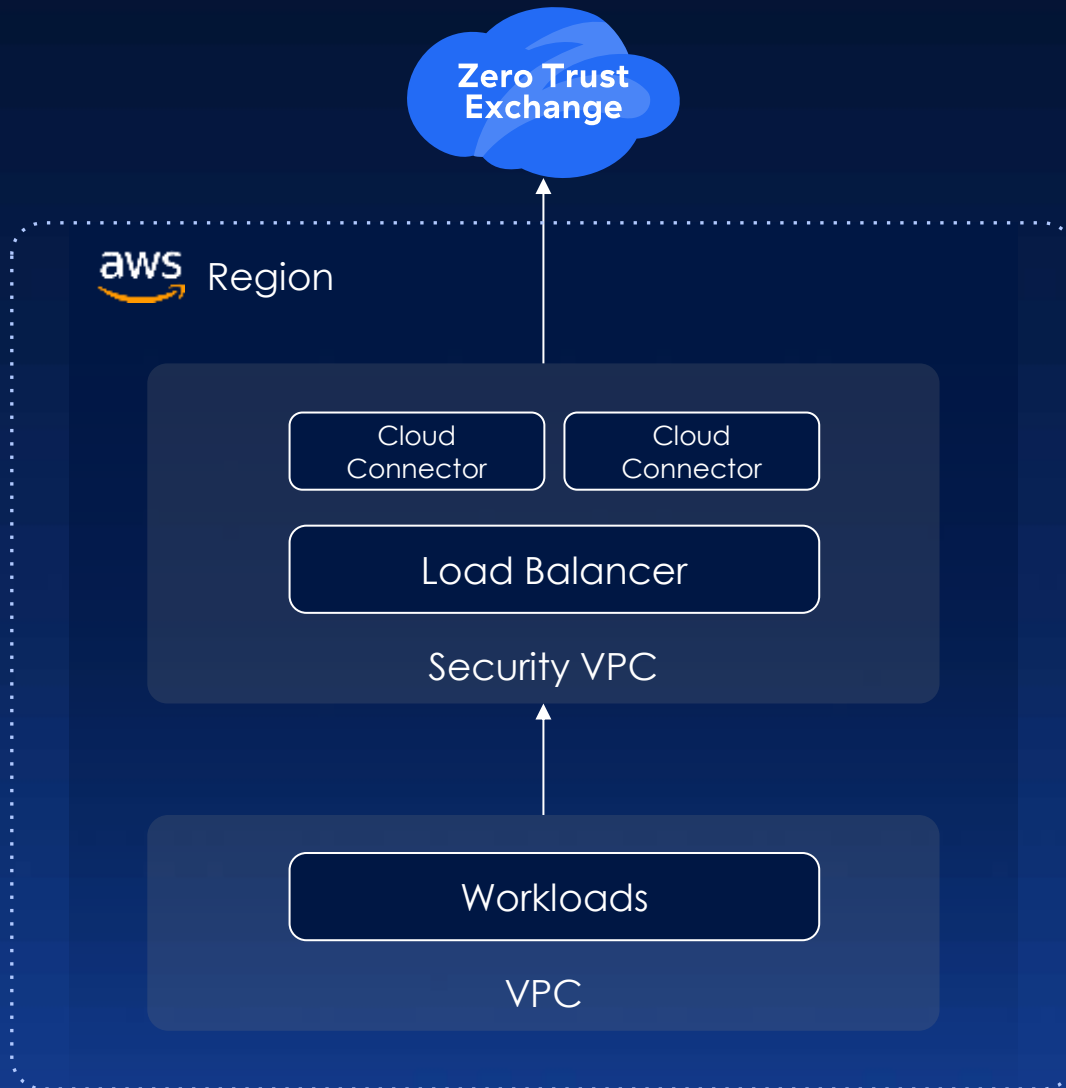 Zero Trust
Exchange
aws
Region
Cloud
Connector
Cloud
Connector
Load Balancer
Security VPC
Workloads
VPC